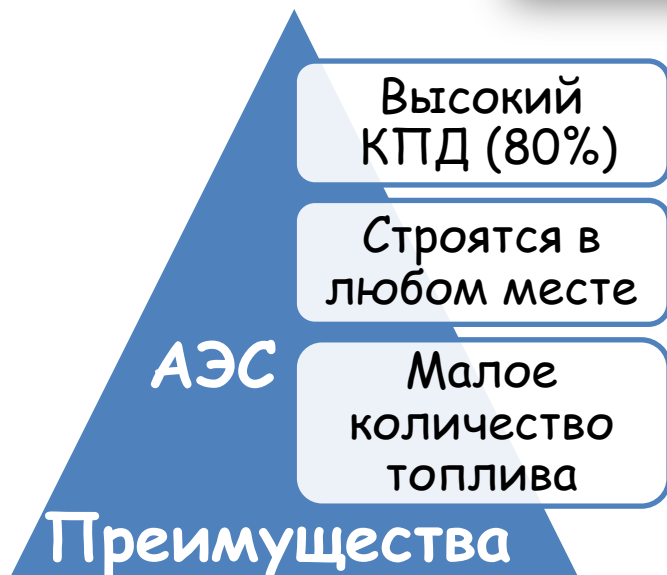 Высокий
КПД (80%)
Строятся в
любом месте
АЭС
Малое
количество
топлива
Преимущества